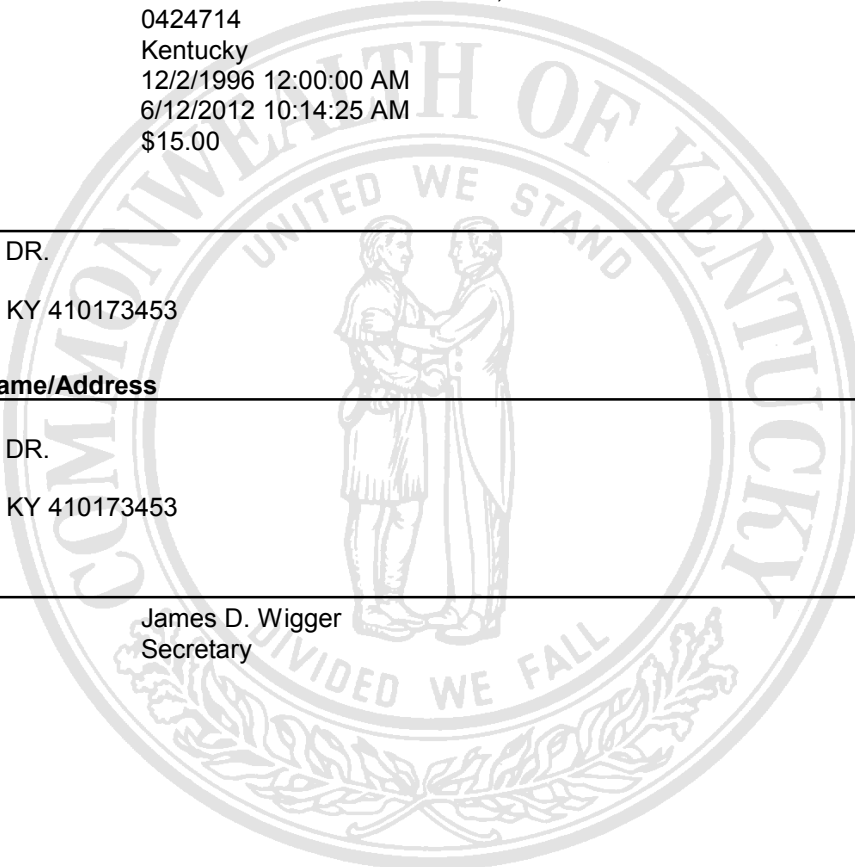 0424714
Kentucky
12/2/1996 12:00:00 AM
6/12/2012 10:14:25 AM
$15.00
DR.
KY 410173453
ame/Address
DR.
KY 410173453
James D. Wigger
Secretary
COMMONWEALTH OF KENTUCKY
UNITED WE STAND
DIVIDED WE FALL